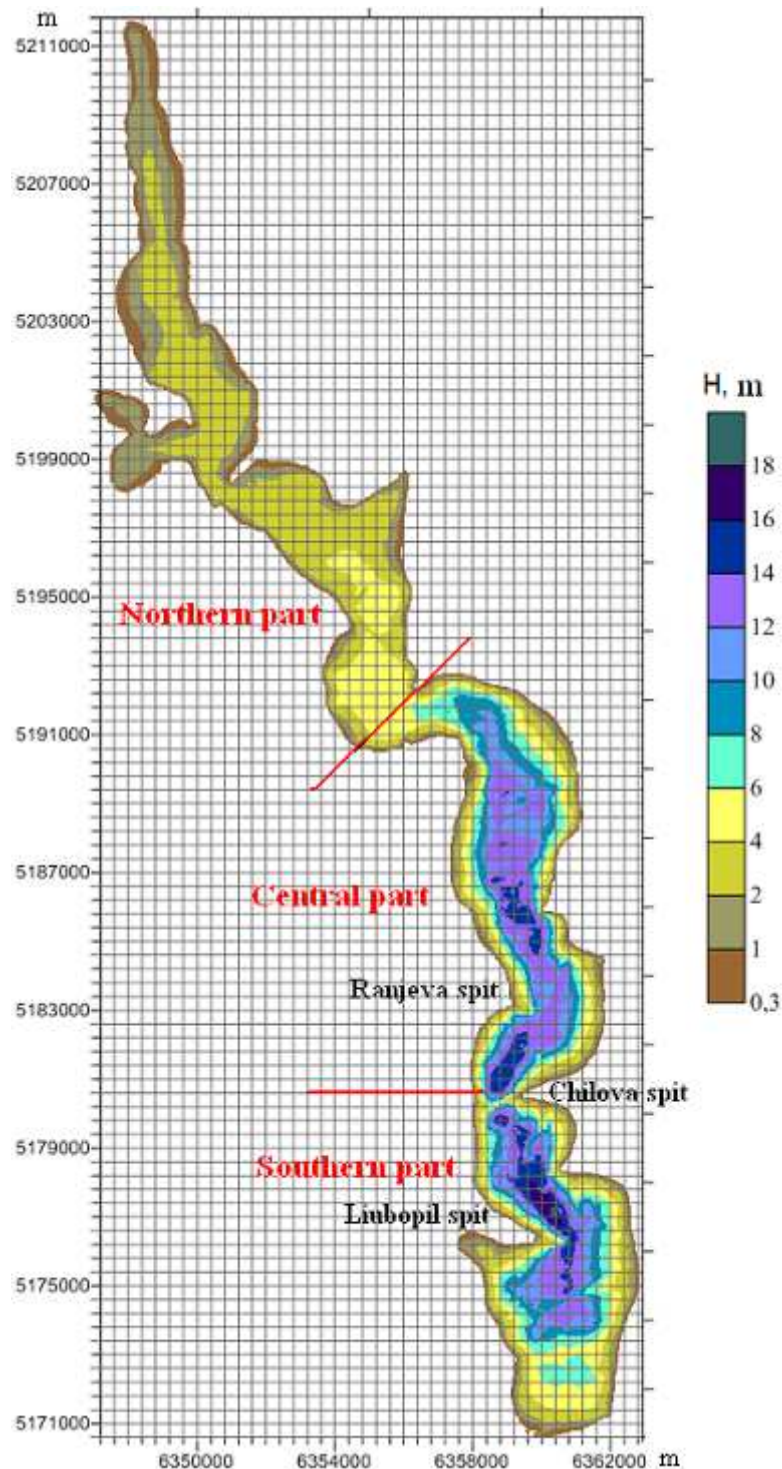 m
5211000
5207000
5203000
5199000
5195000
5191000
5187000
5183000
5179000
5175000
5171000
6350000 6354000 6358000 6362000 m
Northern part
Central part
Ranjeva spit
Chilova spit
Southern part
Liubopil spit
H, m
18
16
14
12
10
8
6
4
2
1
0,3